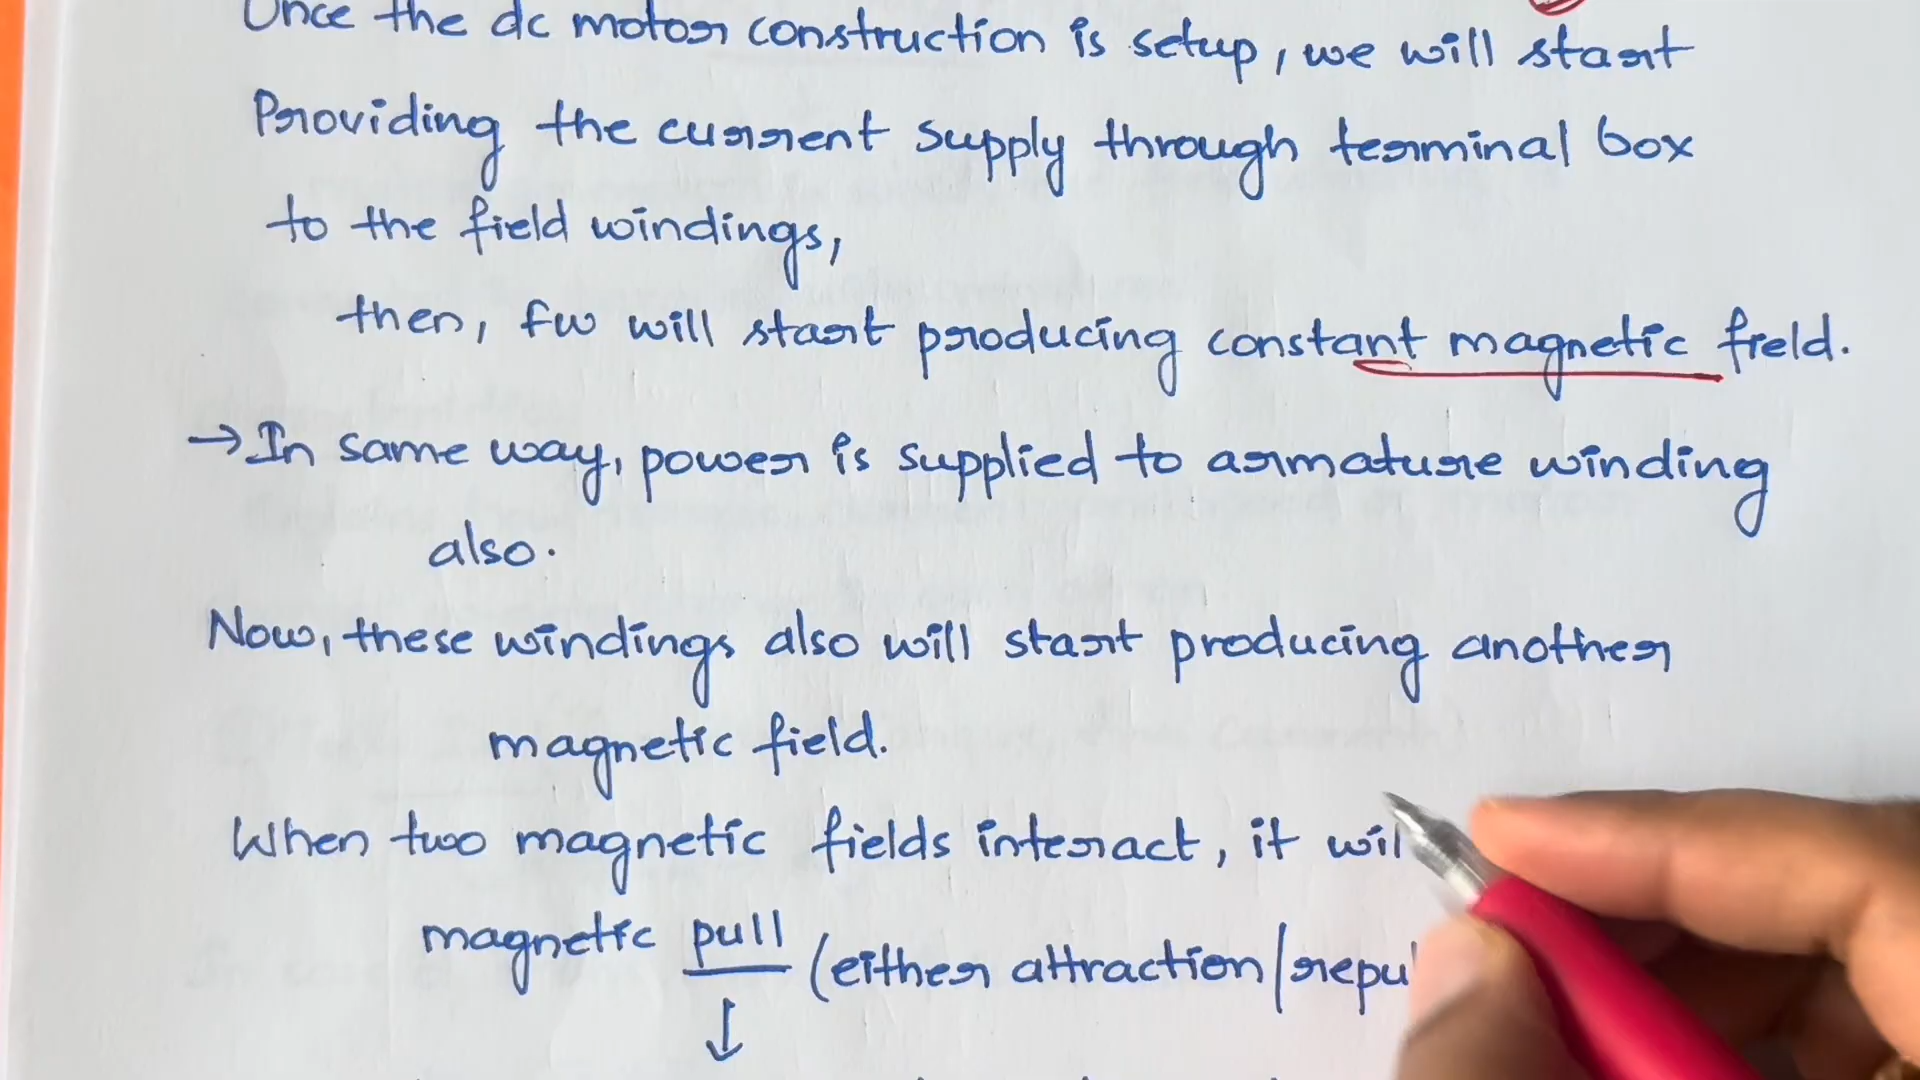 Once the dc motor construction is setup, we will start
Providing the current supply through terminal box
to the field windings,
then, fw will start producing constant magnetic field.
→ In same way, power is supplied to armature winding
also.
Now, these windings also will start producing another
magnetic field.
When two magnetic fields interact, it
magnetic pull (either attraction/
↓